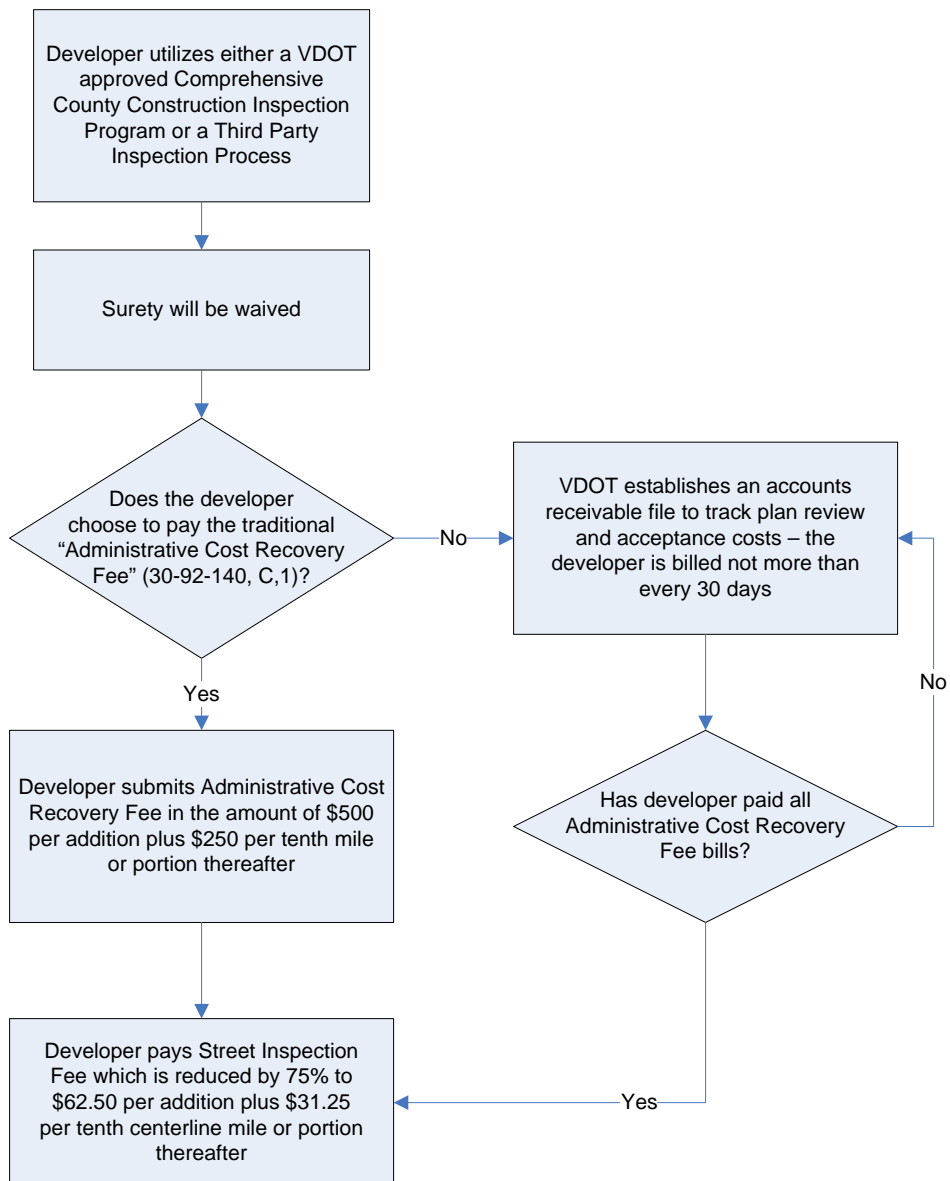 Developer utilizes either a VDOT
approved Comprehensive
County Construction Inspection
Program or a Third Party
Inspection Process
Surety will be waived
Does the developer
choose to pay the traditional
“Administrative Cost Recovery
Fee” (30-92-140, C,1)?
No
VDOT establishes an accounts
receivable file to track plan review
and acceptance costs – the
developer is billed not more than
every 30 days
No
Yes
Developer submits Administrative Cost
Recovery Fee in the amount of $500
per addition plus $250 per tenth mile
or portion thereafter
Has developer paid all
Administrative Cost Recovery
Fee bills?
Yes
Developer pays Street Inspection
Fee which is reduced by 75% to
$62.50 per addition plus $31.25
per tenth centerline mile or portion
thereafter